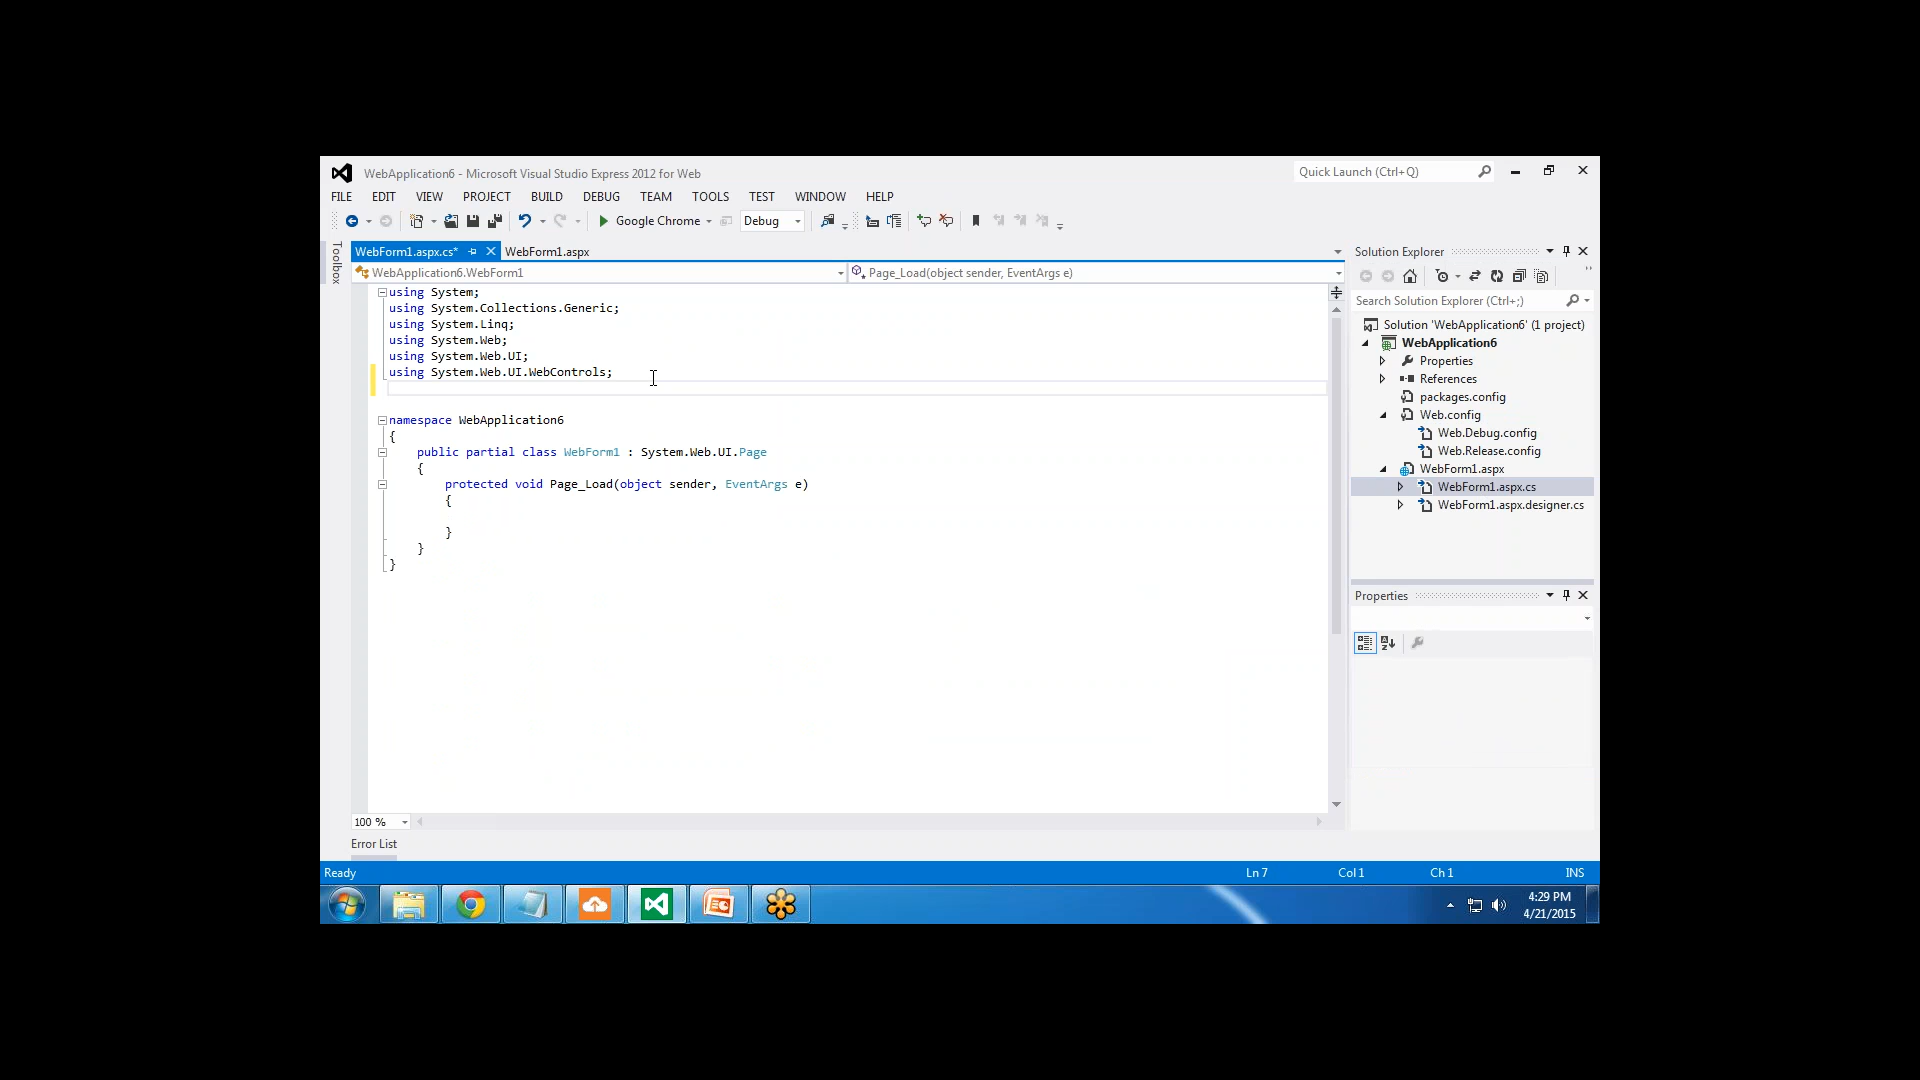 WebApplication6 - Microsoft Visual Studio Express 2012 for Web
Quick Launch (Ctrl+Q)
FILE EDIT VIEW PROJECT BUILD DEBUG TEAM TOOLS TEST WINDOW HELP
Google Chrome Debug
Toolbox
WebForm1.aspx.cs* WebForm1.aspx
WebApplication6.WebForm1 Page_Load(object sender, EventArgs e)
using System;
using System.Collections.Generic;
using System.Linq;
using System.Web;
using System.Web.UI;
using System.Web.UI.WebControls;
namespace WebApplication6
{
public partial class WebForm1 : System.Web.UI.Page
{
protected void Page_Load(object sender, EventArgs e)
{
}
}
}
100 %
Error List
Solution Explorer
Search Solution Explorer (Ctrl+;)
Solution 'WebApplication6' (1 project)
WebApplication6
Properties
References
packages.config
Web.config
Web.Debug.config
Web.Release.config
WebForm1.aspx
WebForm1.aspx.cs
WebForm1.aspx.designer.cs
Properties
Ready Ln 7 Col 1 Ch 1 INS
4:29 PM
4/21/2015